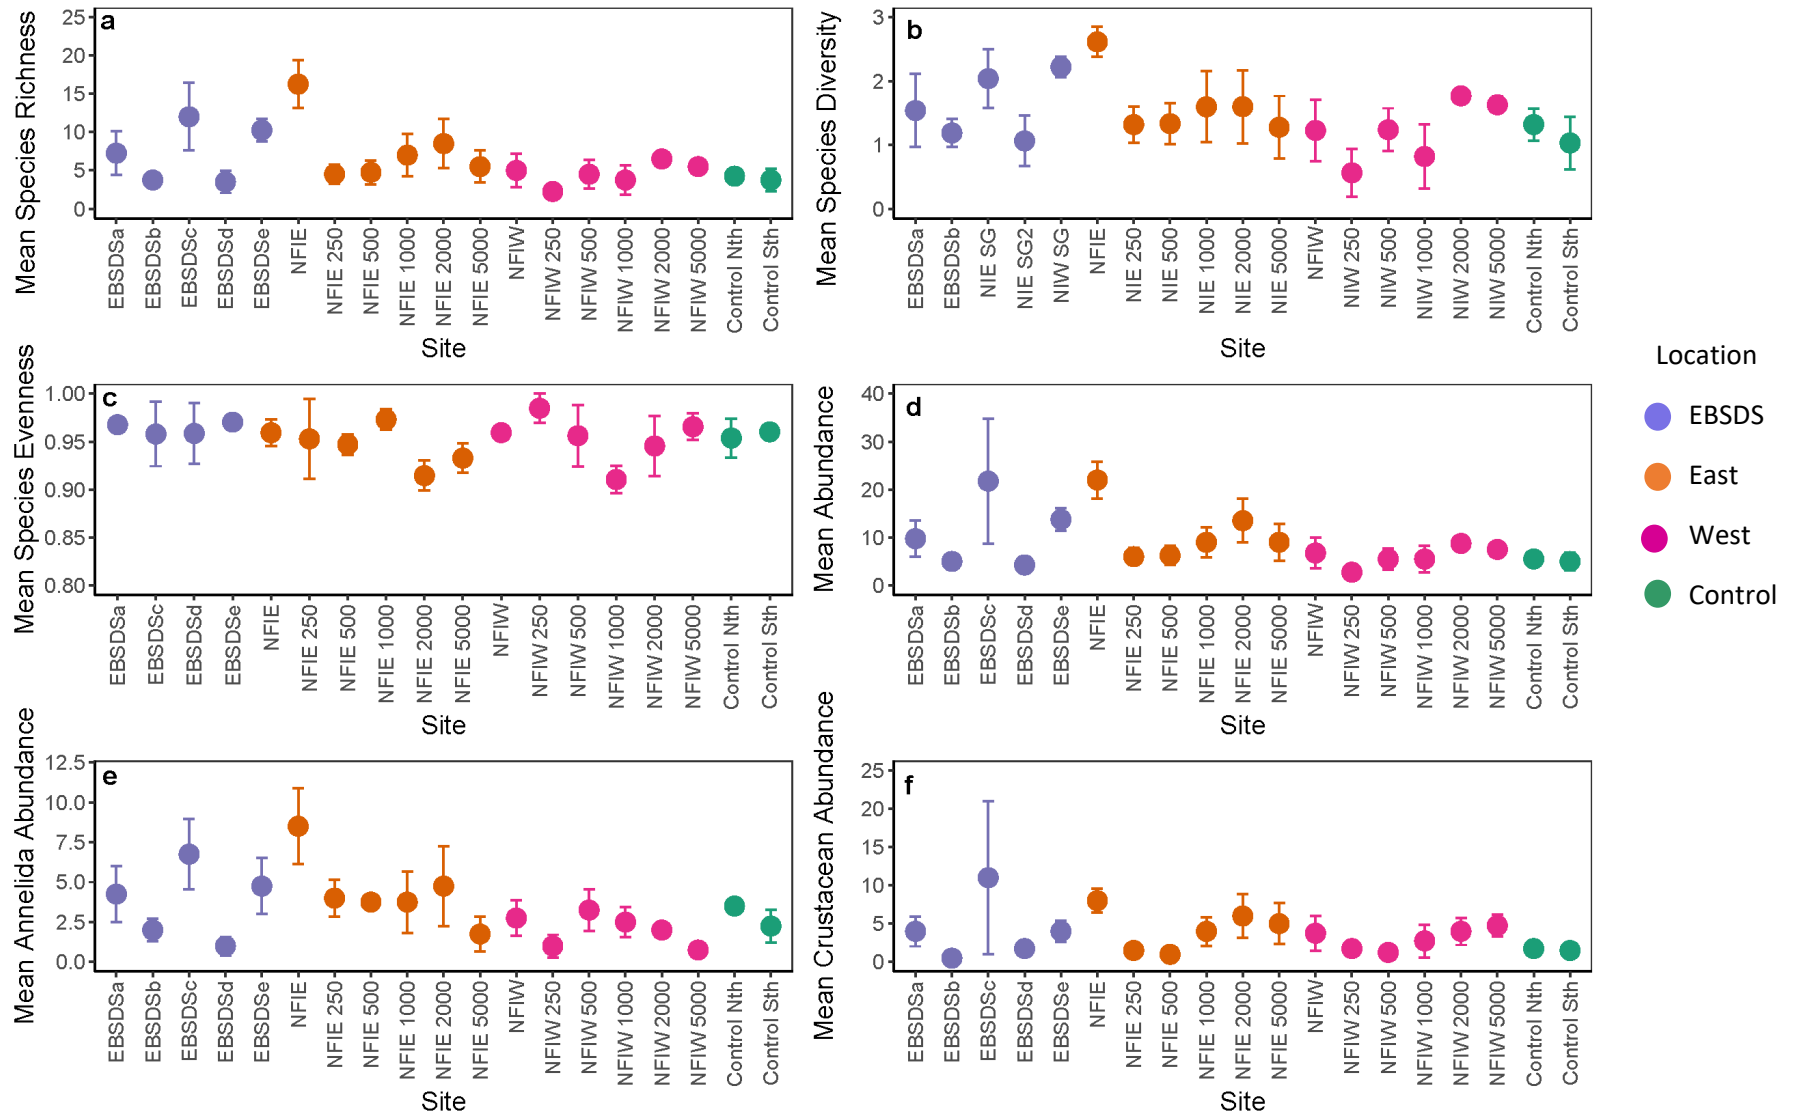 a
Mean Species Richness
25
20
15
10
5
0
EBSDSa
EBSDSb
EBSDSc
EBSDSd
EBSDSe
NFIE
NFIE 250
NFIE 500
NFIE 1000
NFIE 2000
NFIE 5000
NFIW
NFIW 250
NFIW 500
NFIW 1000
NFIW 2000
NFIW 5000
Control Nth
Control Sth
Site
b
Mean Species Diversity
3
2
1
0
EBSDSa
EBSDSb
NIE SG
NIE SG2
NIW SG
NFIE
NIE 250
NIE 500
NIE 1000
NIE 2000
NIE 5000
NFIW
NIW 250
NIW 500
NIW 1000
NIW 2000
NIW 5000
Control Nth
Control Sth
Site
c
Mean Species Evenness
1.00
0.95
0.90
0.85
0.80
EBSDSa
EBSDSc
EBSDSd
EBSDSe
NFIE
NFIE 250
NFIE 500
NFIE 1000
NFIE 2000
NFIE 5000
NFIW
NFIW 250
NFIW 500
NFIW 1000
NFIW 2000
NFIW 5000
Control Nth
Control Sth
Site
d
Mean Abundance
40
30
20
10
0
EBSDSa
EBSDSb
EBSDSc
EBSDSd
EBSDSe
NFIE
NFIE 250
NFIE 500
NFIE 1000
NFIE 2000
NFIE 5000
NFIW
NFIW 250
NFIW 500
NFIW 1000
NFIW 2000
NFIW 5000
Control Nth
Control Sth
Site
e
Mean Annelida Abundance
12.5
10.0
7.5
5.0
2.5
0.0
EBSDSa
EBSDSb
EBSDSc
EBSDSd
EBSDSe
NFIE
NFIE 250
NFIE 500
NFIE 1000
NFIE 2000
NFIE 5000
NFIW
NFIW 250
NFIW 500
NFIW 1000
NFIW 2000
NFIW 5000
Control Nth
Control Sth
Site
f
Mean Crustacean Abundance
25
20
15
10
5
0
EBSDSa
EBSDSb
EBSDSc
EBSDSd
EBSDSe
NFIE
NFIE 250
NFIE 500
NFIE 1000
NFIE 2000
NFIE 5000
NFIW
NFIW 250
NFIW 500
NFIW 1000
NFIW 2000
NFIW 5000
Control Nth
Control Sth
Site
Location
EBSDS
East
West
Control